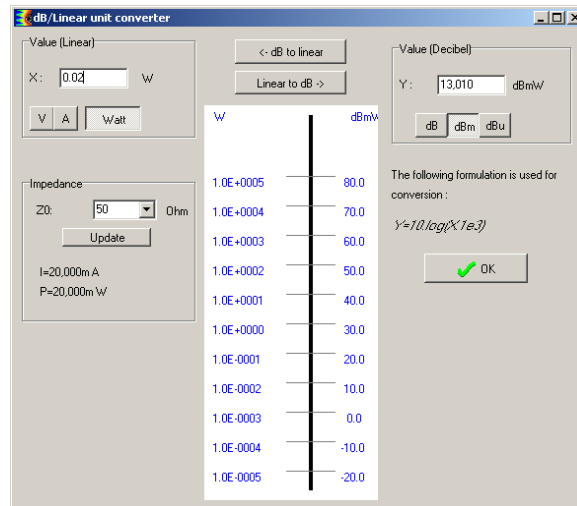 dB/Linear unit converter
Value (Linear)
X: 0.02 W
V A Watt
Impedance
Z0: 50 Ohm
Update
I=20,000m A
P=20,000m W
<- dB to linear
Linear to dB ->
W dBmW
1.0E+0005 80.0
1.0E+0004 70.0
1.0E+0003 60.0
1.0E+0002 50.0
1.0E+0001 40.0
1.0E+0000 30.0
1.0E-0001 20.0
1.0E-0002 10.0
1.0E-0003 0.0
1.0E-0004 -10.0
1.0E-0005 -20.0
Value (Decibel)
Y: 13,010 dBmW
dB dBm dBu
The following formulation is used for
conversion :
Y=10.log(X.1e3)
OK